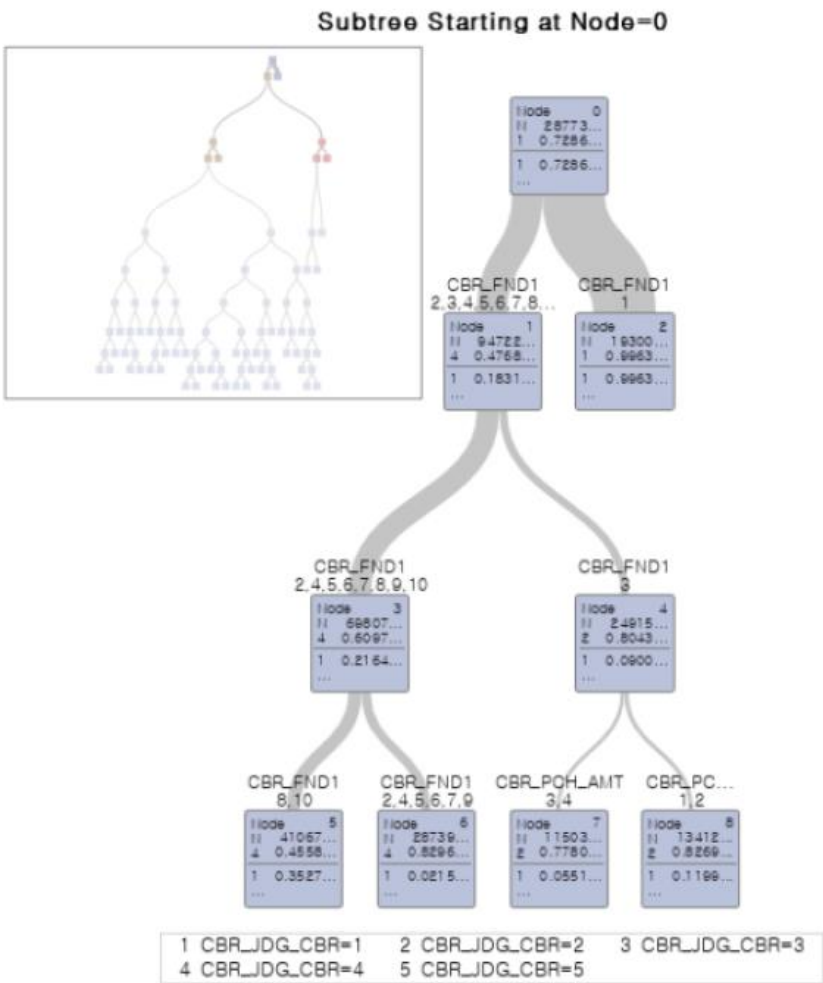 Subtree Starting at Node=0
Node 0
N 28773...
1 0.7286...
1 0.7286...
...
CBR_FND1
2,3,4,5,6,7,8...
CBR_FND1
1
Node 1
N 94722...
4 0.4768...
1 0.1831...
...
Node 2
N 19300...
1 0.9963...
1 0.9963...
...
CBR_FND1
2,4,5,6,7,8,9,10
CBR_FND1
3
Node 3
N 69807...
4 0.6097...
1 0.2164...
...
Node 4
N 24915...
2 0.8043...
1 0.0900...
...
CBR_FND1
8,10
CBR_FND1
2,4,5,6,7,9
CBR_PCH_AMT
3,4
CBR_PC...
1,2
Node 5
N 41067...
4 0.4558...
1 0.3527...
...
Node 6
N 28739...
4 0.8296...
1 0.0215...
...
Node 7
N 11503...
2 0.7780...
1 0.0551...
...
Node 8
N 13412...
2 0.8269...
1 0.1199...
...
1 CBR_JDG_CBR=1 2 CBR_JDG_CBR=2 3 CBR_JDG_CBR=3
4 CBR_JDG_CBR=4 5 CBR_JDG_CBR=5